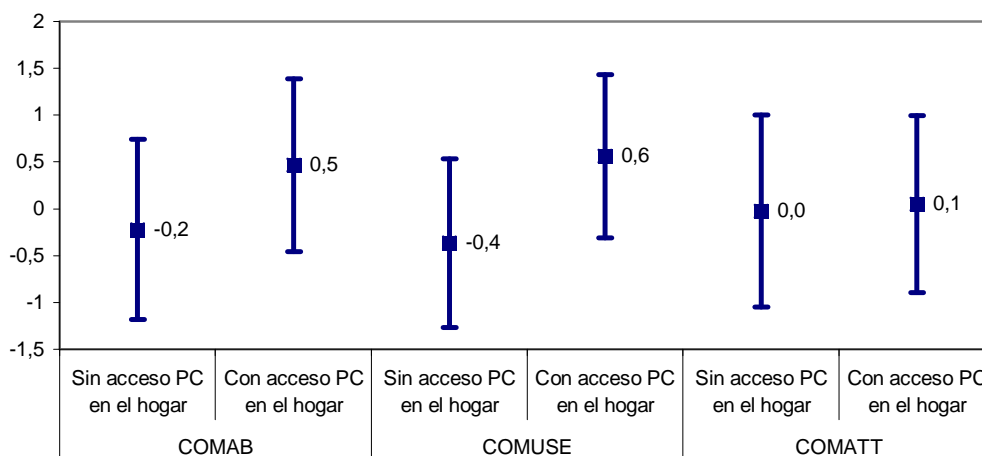 2
1,5
1
0,5
0
-0,5
-1
-1,5
-0,2
0,5
-0,4
0,6
0,0
0,1
Sin acceso PC
en el hogar
Con acceso PC
en el hogar
Sin acceso PC
en el hogar
Con acceso PC
en el hogar
Sin acceso PC
en el hogar
Con acceso PC
en el hogar
COMAB
COMUSE
COMATT